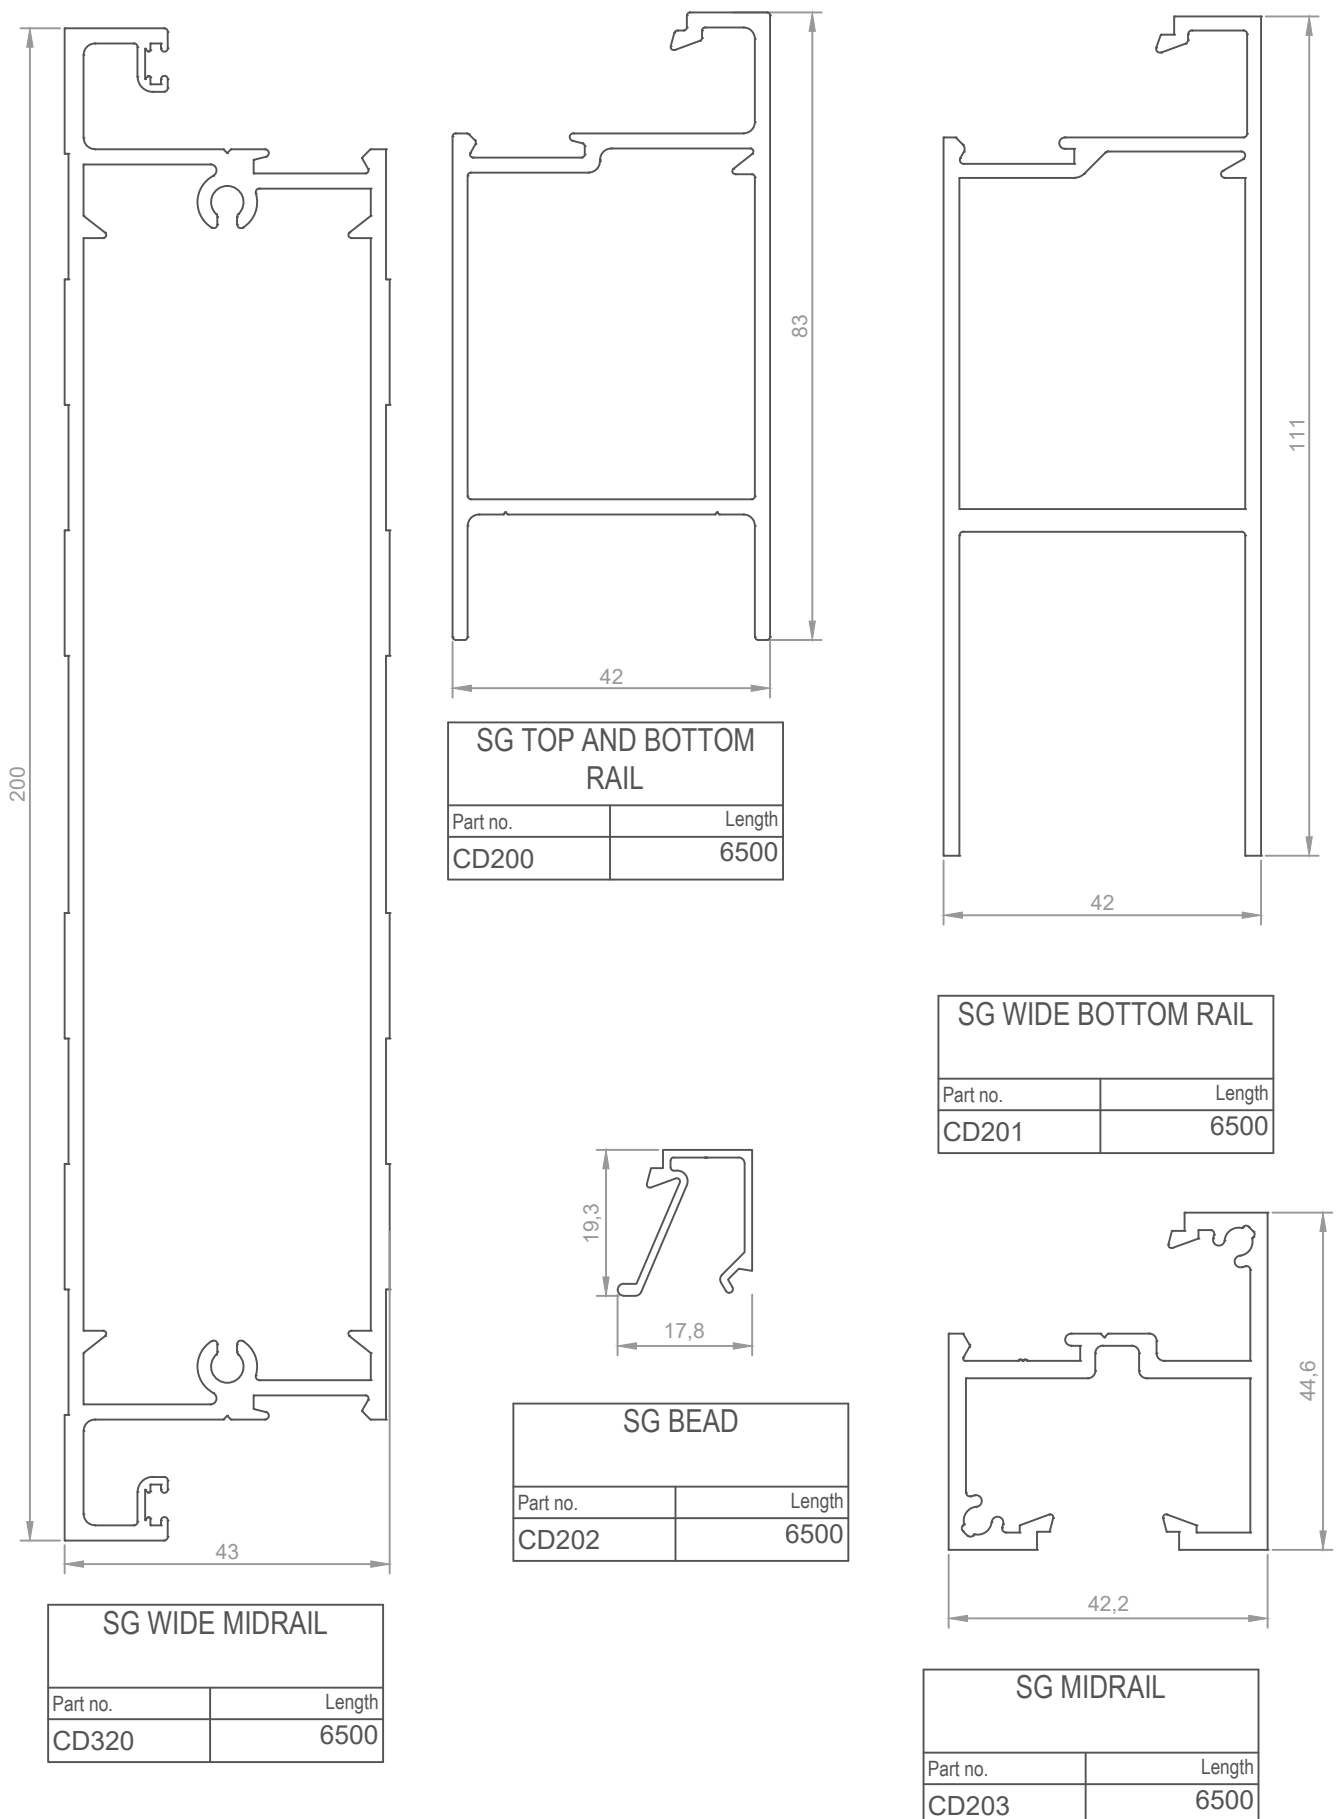 200
43
SG WIDE MIDRAIL
Part no. Length
CD320 6500
83
42
SG TOP AND BOTTOM
RAIL
Part no. Length
CD200 6500
111
42
SG WIDE BOTTOM RAIL
Part no. Length
CD201 6500
19,3
17,8
SG BEAD
Part no. Length
CD202 6500
44,6
42,2
SG MIDRAIL
Part no. Length
CD203 6500